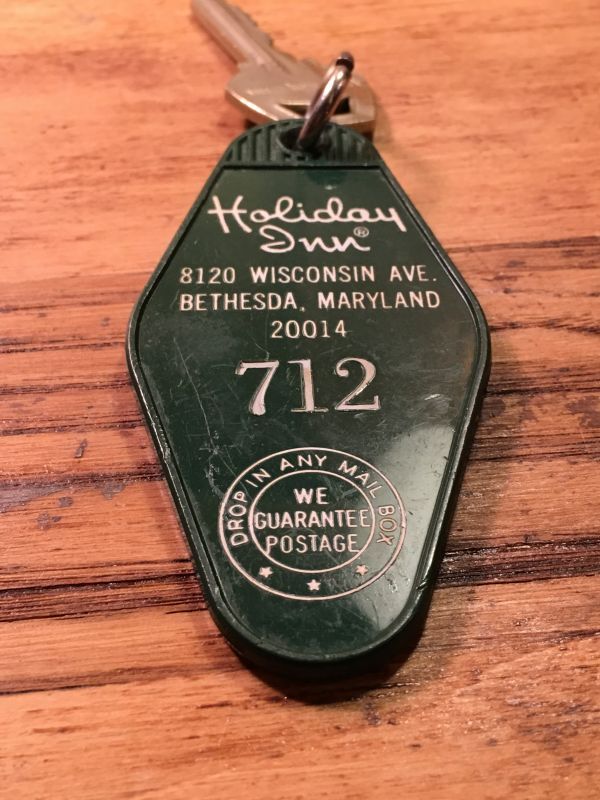 Holiday
Inn®
8120 WISCONSIN AVE.
BETHESDA, MARYLAND
20014
712
DROP IN ANY MAIL BOX
WE
GUARANTEE
POSTAGE